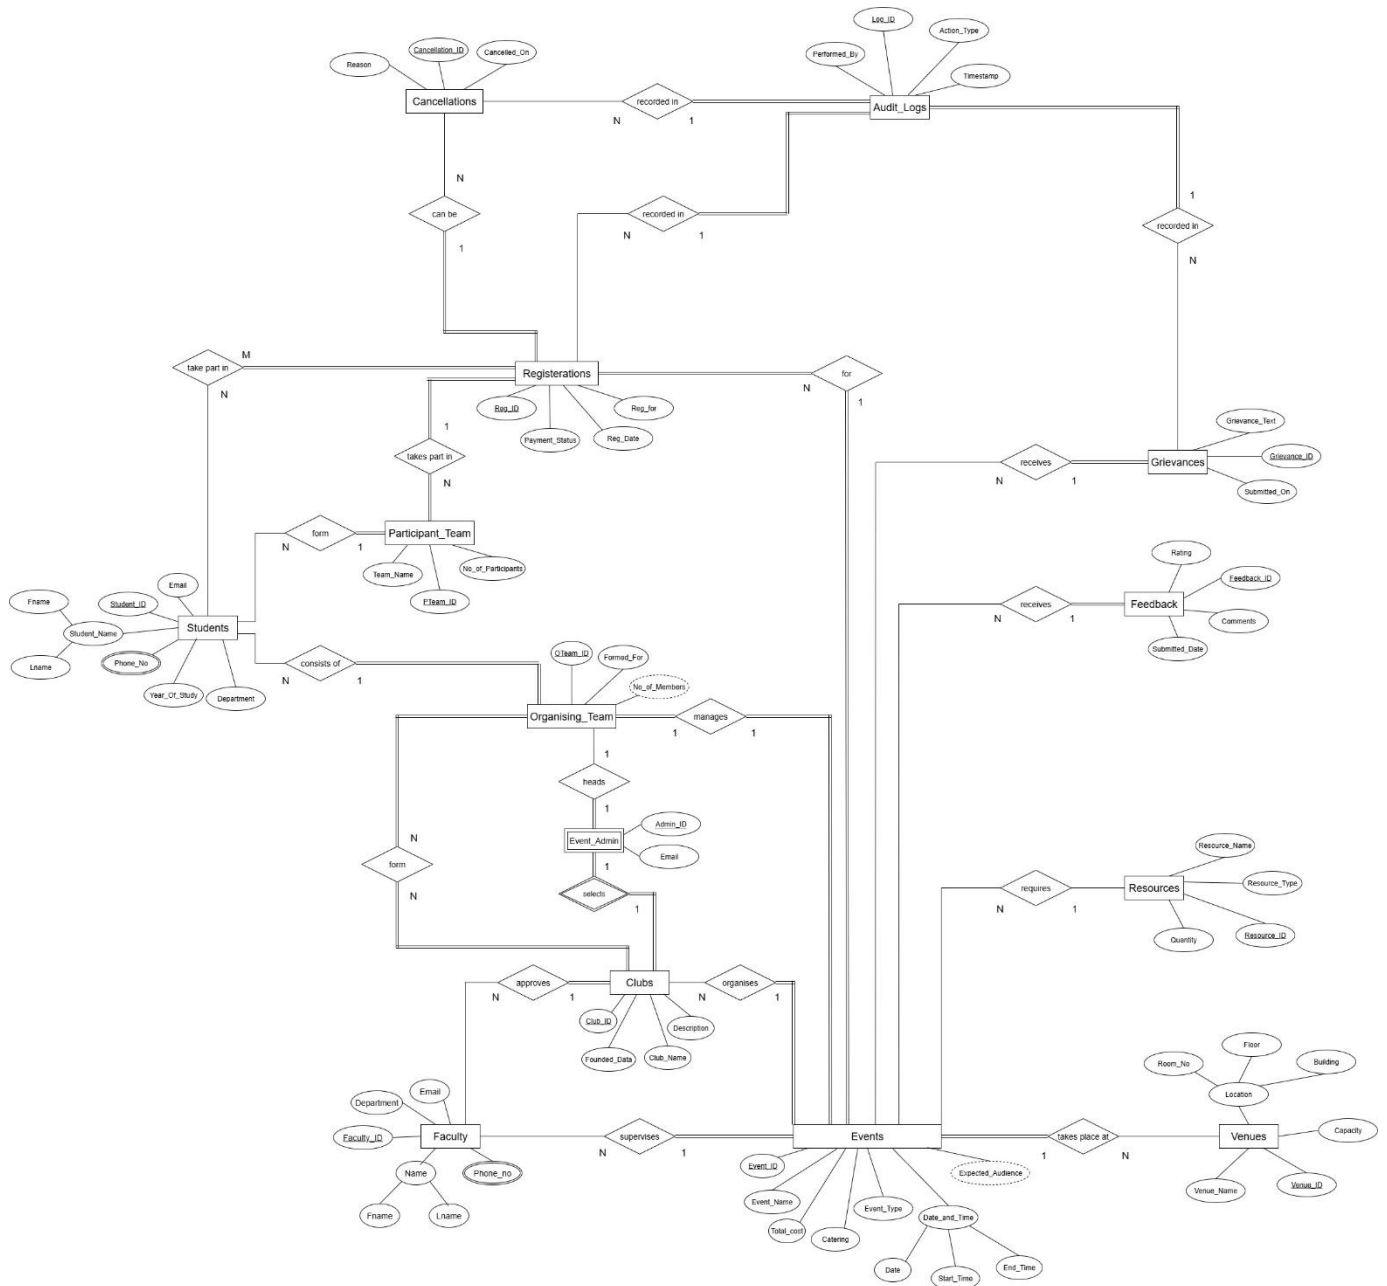 Log_ID
Action_Type
Performed_By
Timestamp
Audit_Logs
Cancellation_ID
Cancelled_On
Reason
Cancellations
recorded in
N
1
N
can be
1
recorded in
N
1
1
recorded in
N
M
take part in
N
Registerations
Reg_ID
Payment_Status
Reg_Date
Reg_for
for
N
1
1
takes part in
N
Grievance_Text
Grievance_ID
Submitted_On
Grievances
receives
N
1
Participant_Team
Team_Name
PTeam_ID
No_of_Participants
form
N
1
Rating
Feedback_ID
Comments
Submitted_Date
Feedback
receives
N
1
Email
Student_ID
Fname
Student_Name
Lname
Phone_No
Year_Of_Study
Department
Students
consists of
N
1
OTeam_ID
Formed_For
No_of_Members
Organising_Team
manages
1
1
1
heads
1
Event_Admin
Admin_ID
Email
1
selects
1
N
form
N
Resource_Name
Resource_Type
Resource_ID
Quantity
Resources
requires
N
1
approves
N
1
Clubs
Club_ID
Founded_Data
Club_Name
Description
organises
N
1
Floor
Room_No
Building
Location
Capacity
Venue_Name
Venue_ID
Venues
takes place at
1
N
Email
Department
Faculty_ID
Faculty
Name
Phone_no
Fname
Lname
supervises
N
1
Events
Event_ID
Event_Name
Total_cost
Catering
Event_Type
Expected_Audience
Date_and_Time
Date
Start_Time
End_Time